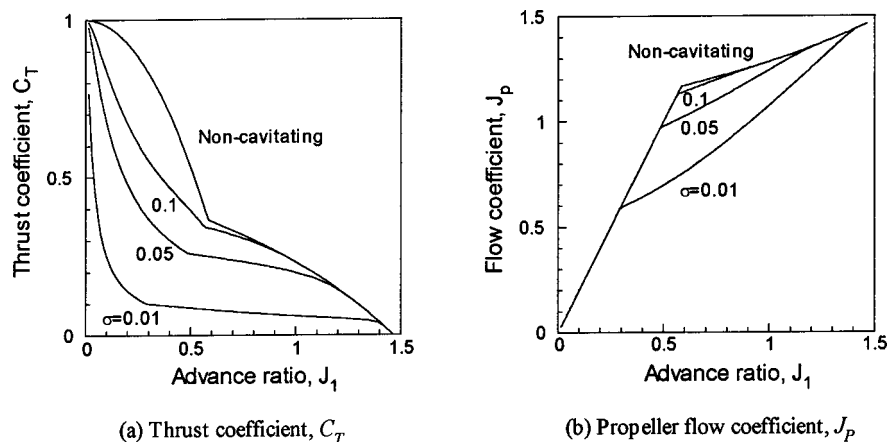 1
0.5
0
0
0.5
1
1.5
Thrust coefficient, C_T
Non-cavitating
0.1
0.05
σ=0.01
Advance ratio, J₁
(a) Thrust coefficient, C_T
1.5
1
0.5
0
0
0.5
1
1.5
Flow coefficient, J_p
Non-cavitating
0.1
0.05
σ=0.01
Advance ratio, J₁
(b) Propeller flow coefficient, J_P